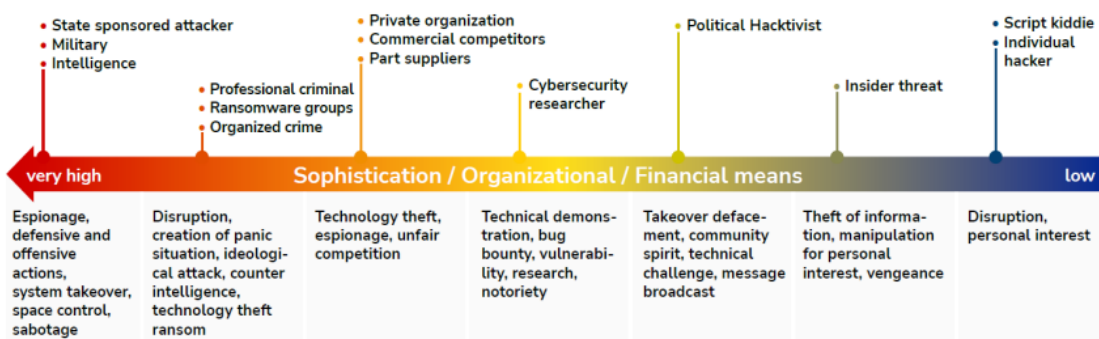 State sponsored attacker
Military
Intelligence
Professional criminal
Ransomware groups
Organized crime
Private organization
Commercial competitors
Part suppliers
Cybersecurity
researcher
Political Hacktivist
Insider threat
Script kiddie
Individual
hacker
very high
Sophistication / Organizational / Financial means
low
Espionage,
defensive and
offensive
actions,
system takeover,
space control,
sabotage
Disruption,
creation of panic
situation, ideologi-
cal attack, counter
intelligence,
technology theft
ransom
Technology theft,
espionage, unfair
competition
Technical demons-
tration, bug
bounty, vulnerabi-
lity, research,
notoriety
Takeover deface-
ment, community
spirit, technical
challenge, message
broadcast
Theft of informa-
tion, manipulation
for personal
interest, vengeance
Disruption,
personal interest